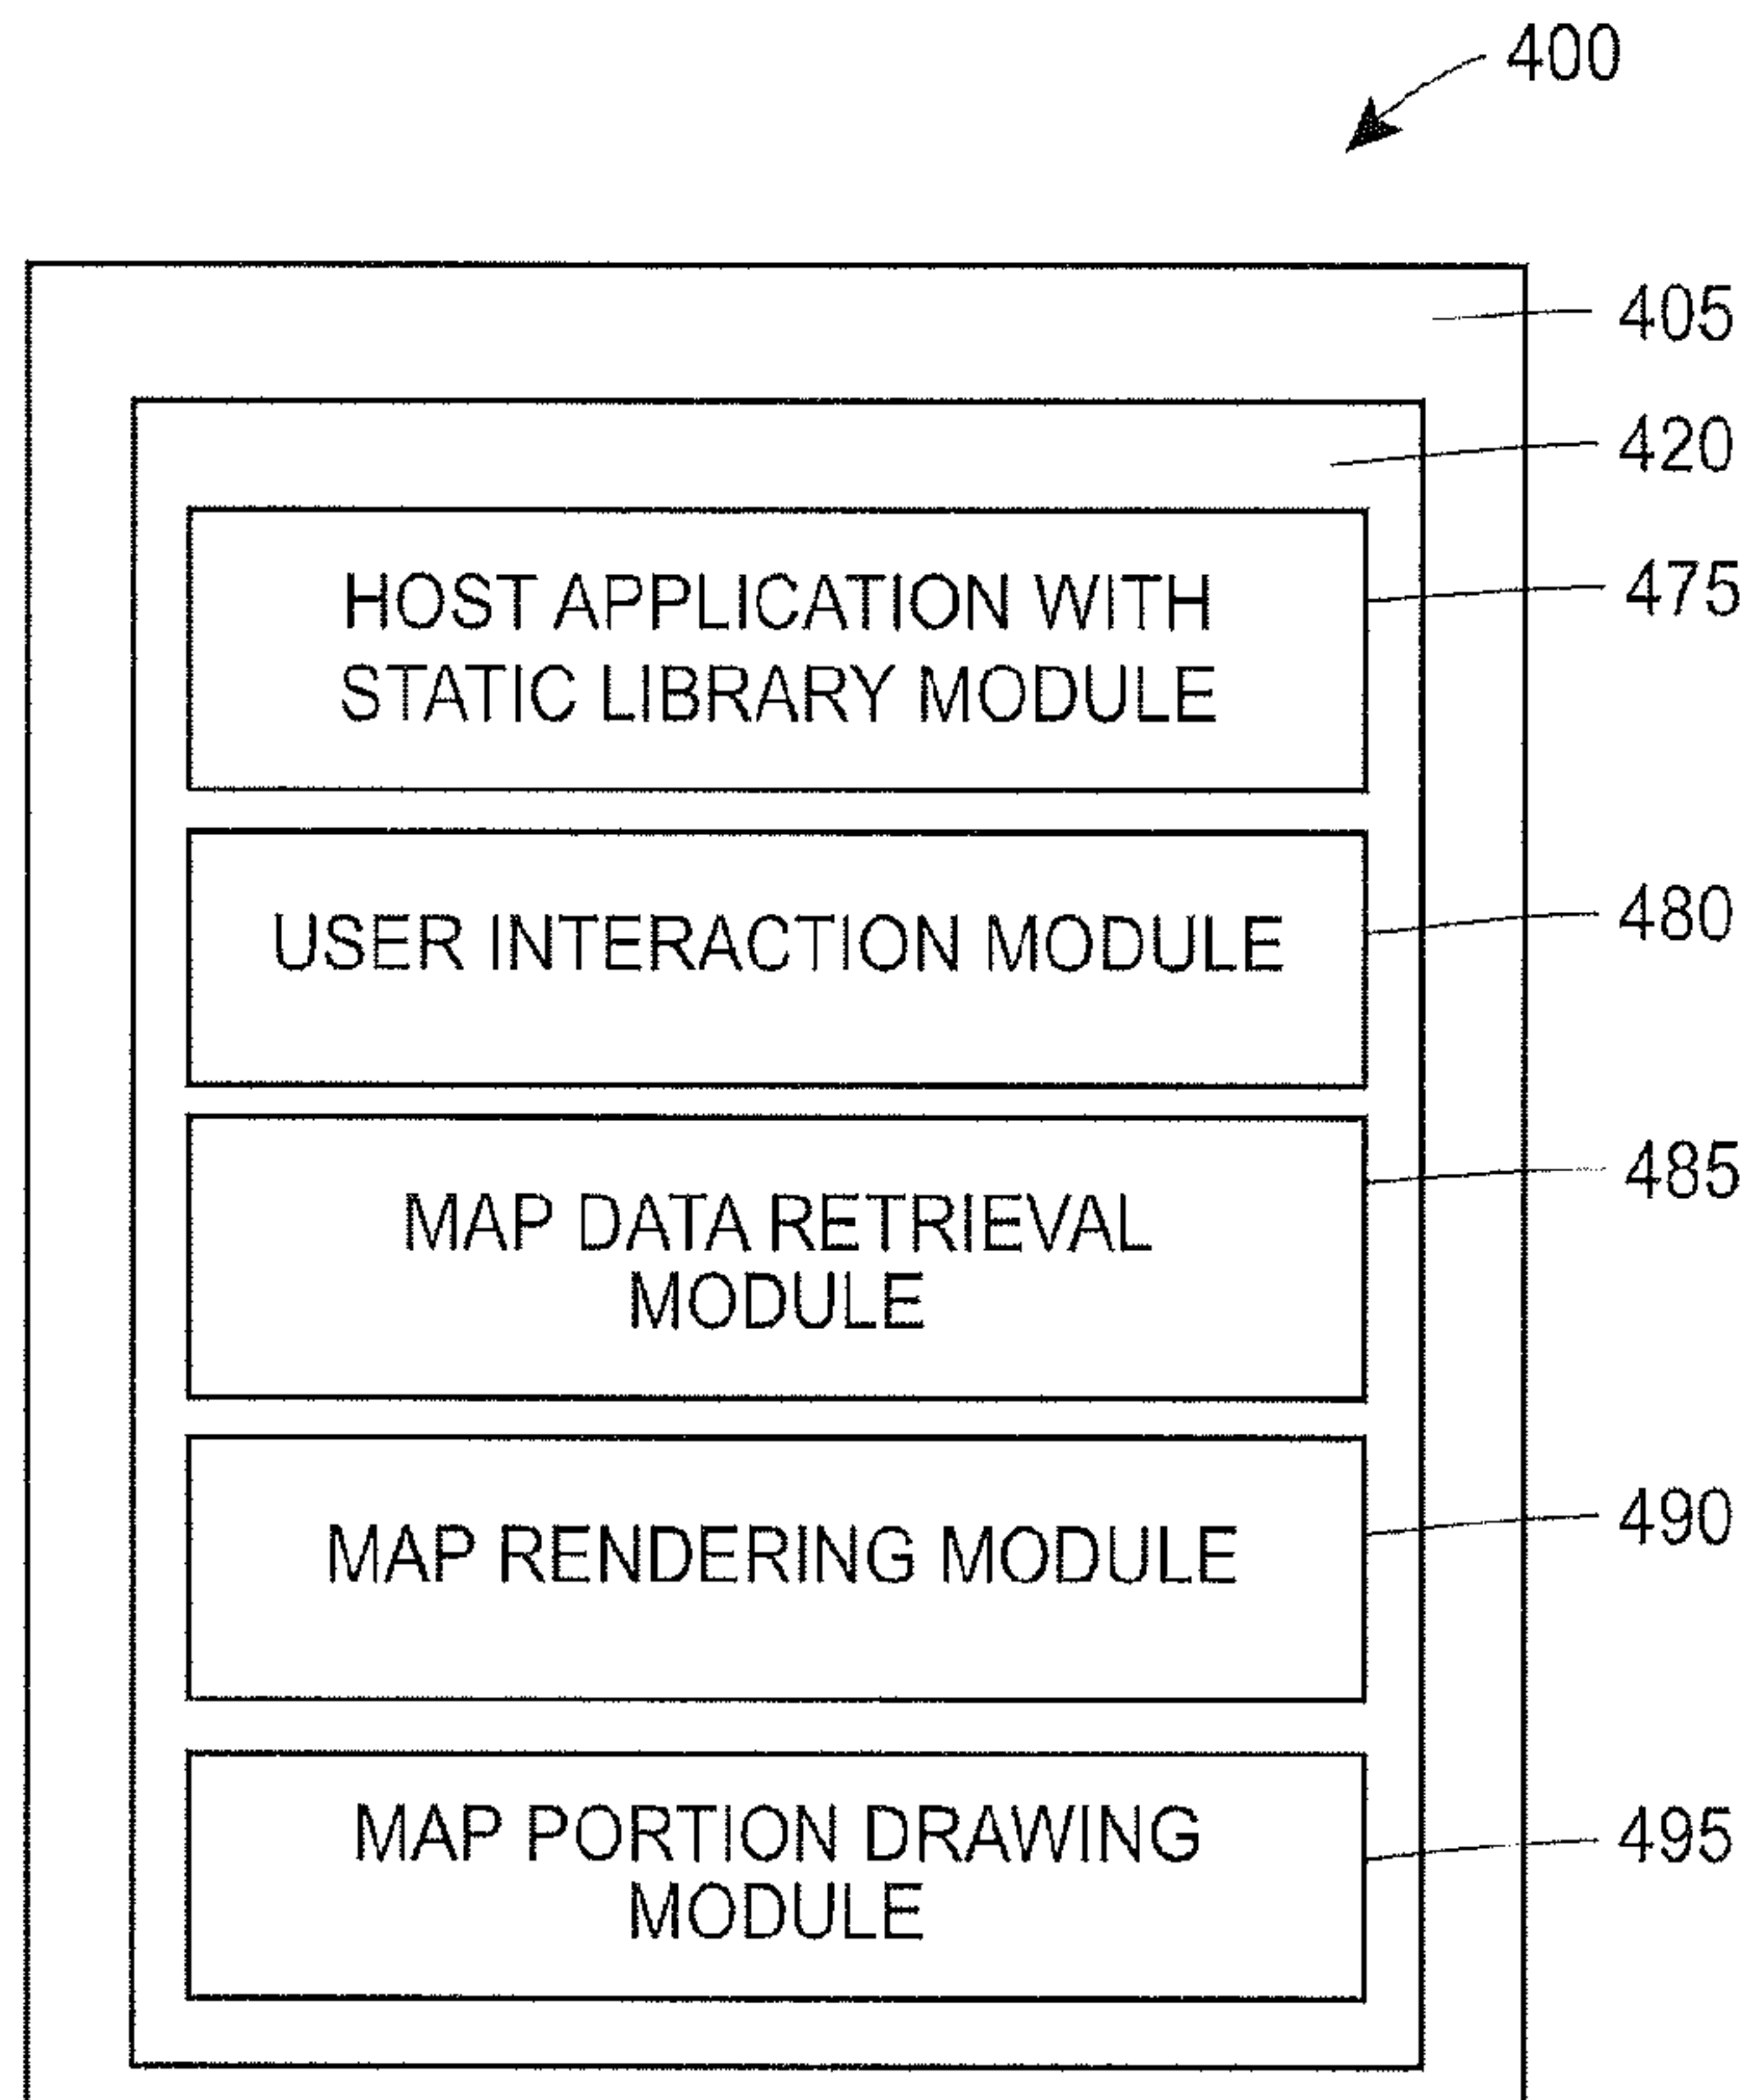 400
405
420
HOST APPLICATION WITH
STATIC LIBRARY MODULE
475
USER INTERACTION MODULE
480
MAP DATA RETRIEVAL
MODULE
485
MAP RENDERING MODULE
490
MAP PORTION DRAWING
MODULE
495